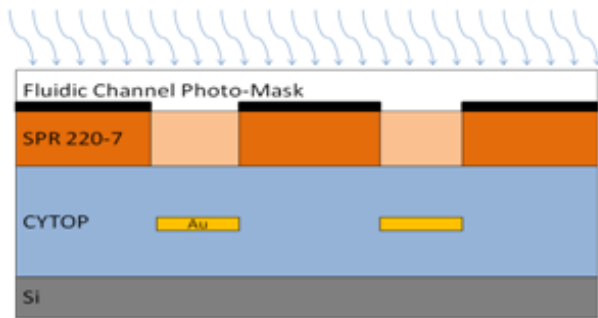 Fluidic Channel Photo-Mask
SPR 220-7
CYTOP
Au
Si